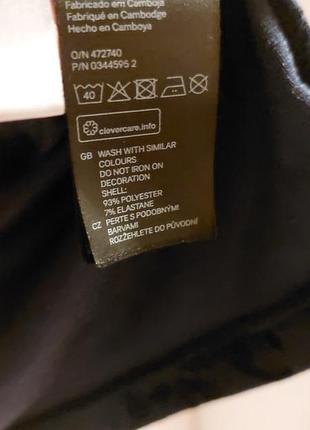 Fabricado em Camboja
Fabriqué en Cambodge
Hecho en Camboya
O/N 472740
P/N 0344595 2
40
clevercare.info
GB WASH WITH SIMILAR
COLOURS
DO NOT IRON ON
DECORATION
SHELL:
93% POLYESTER
7% ELASTANE
CZ PERTE S PODOBNÝMI
BARVAMI
ROZŽEHLETE DO PŮVODNÍ